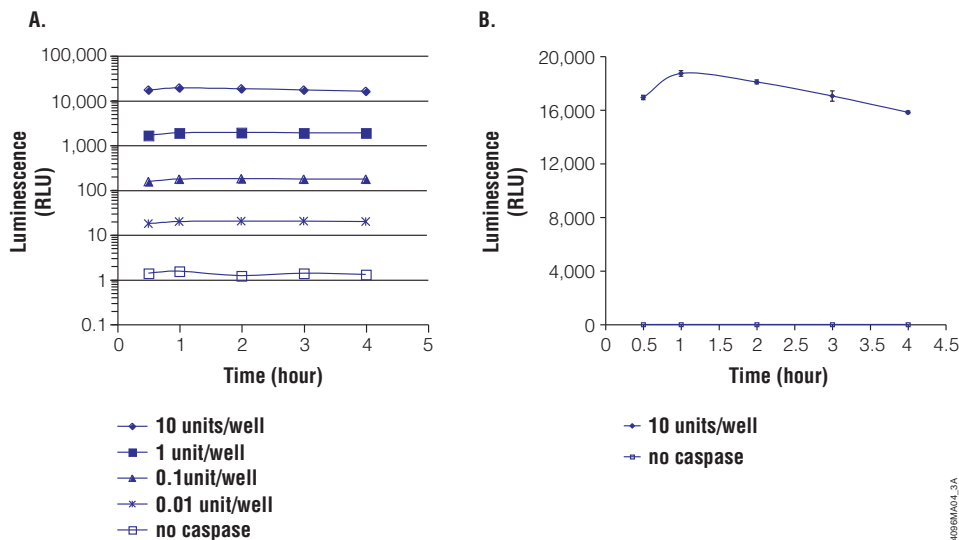 A.
100,000
10,000
1,000
100
10
1
0.1
Luminescence
(RLU)
0 1 2 3 4 5
Time (hour)
10 units/well
1 unit/well
0.1unit/well
0.01 unit/well
no caspase
B.
20,000
16,000
12,000
8,000
4,000
0
Luminescence
(RLU)
0 0.5 1 1.5 2 2.5 3 3.5 4 4.5
Time (hour)
10 units/well
no caspase
4096MA04_3A